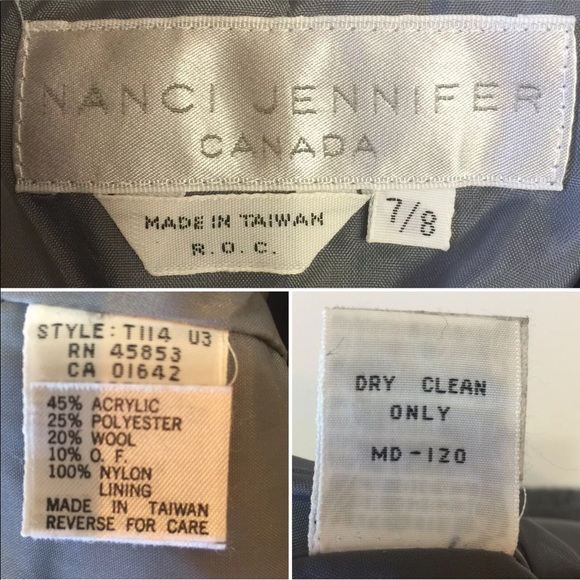 NANCI JENNIFER
CANADA
MADE IN TAIWAN
R.O.C.
7/8
STYLE: T114 U3
RN 45853
CA 01642
45% ACRYLIC
25% POLYESTER
20% WOOL
10% O.F.
100% NYLON
LINING
MADE IN TAIWAN
REVERSE FOR CARE
DRY CLEAN
ONLY
MD-120